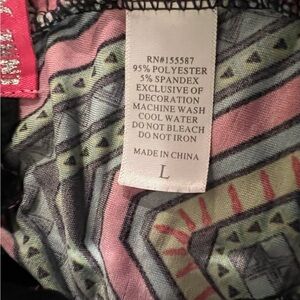 RN#155587
95% POLYESTER
5% SPANDEX
EXCLUSIVE OF
DECORATION
MACHINE WASH
COOL WATER
DO NOT BLEACH
DO NOT IRON
MADE IN CHINA
L